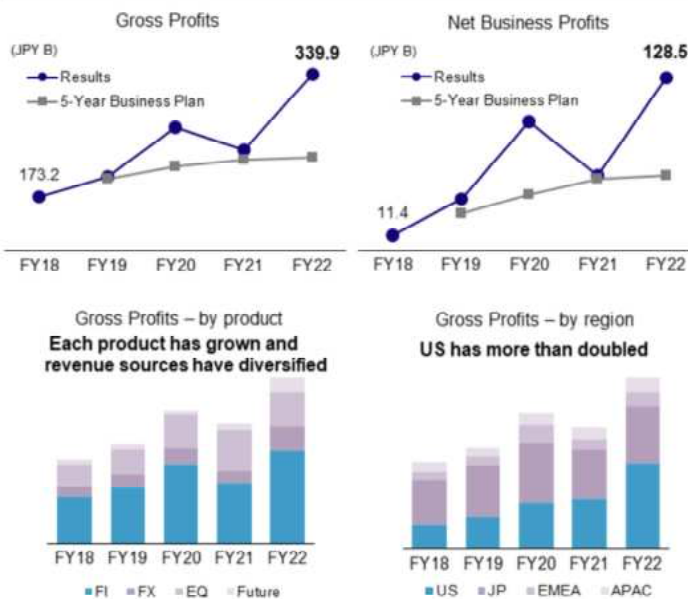 Gross Profits
(JPY B)
339.9
Results
5-Year Business Plan
173.2
FY18 FY19 FY20 FY21 FY22
Net Business Profits
(JPY B)
128.5
Results
5-Year Business Plan
11.4
FY18 FY19 FY20 FY21 FY22
Gross Profits – by product
Each product has grown and
revenue sources have diversified
FY18 FY19 FY20 FY21 FY22
FI FX EQ Future
Gross Profits – by region
US has more than doubled
FY18 FY19 FY20 FY21 FY22
US JP EMEA APAC